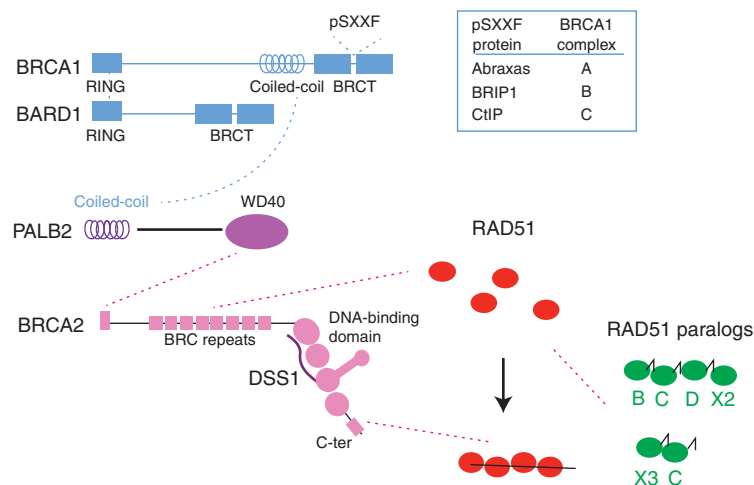 pSXXF
BRCA1
RING
Coiled-coil
BRCT
BARD1
RING
BRCT
pSXXF BRCA1
protein complex
Abraxas A
BRIP1 B
CtIP C
Coiled-coil
WD40
PALB2
RAD51
BRCA2
BRC repeats
DNA-binding
domain
DSS1
C-ter
RAD51 paralogs
B C D X2
X3 C